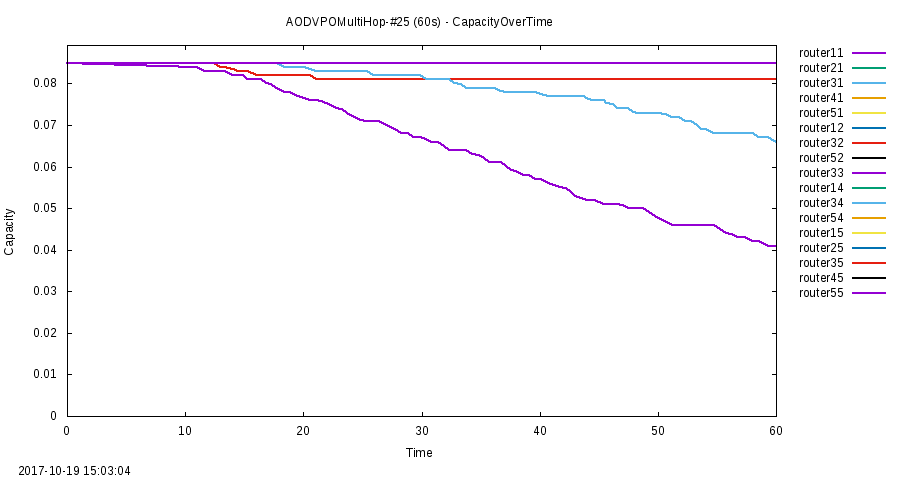 AODVPOMultiHop-#25 (60s) - CapacityOverTime
router11
router21
router31
router41
router51
router12
router32
router52
router33
router14
router34
router54
router15
router25
router35
router45
router55
0.08
0.07
0.06
0.05
0.04
0.03
0.02
0.01
0
Capacity
0 10 20 30 40 50 60
Time
2017-10-19 15:03:04